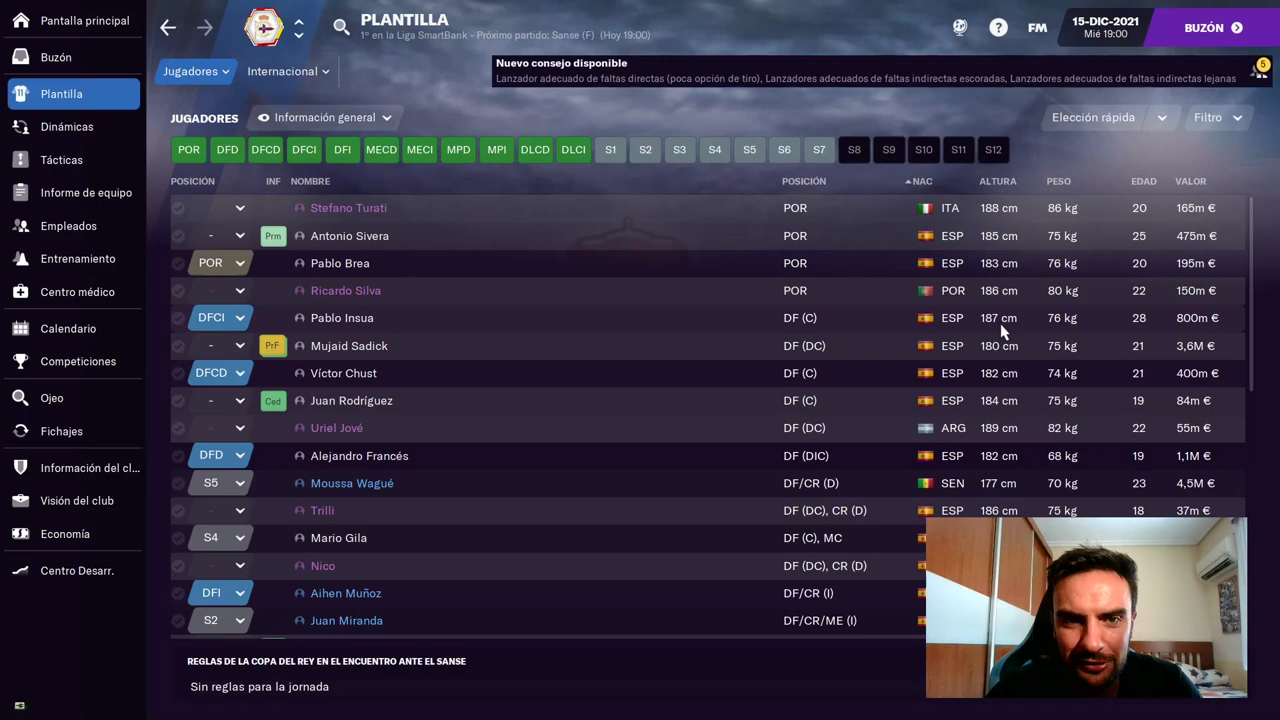 Pantalla principal
Buzón
Plantilla
Dinámicas
Tácticas
Informe de equipo
Empleados
Entrenamiento
Centro médico
Calendario
Competiciones
Ojeo
Fichajes
Información del cl...
Visión del club
Economía
Centro Desarr.
PLANTILLA
1º en la Liga SmartBank - Próximo partido: Sanse (F) (Hoy 19:00)
FM
15-DIC-2021
Mié 19:00
BUZÓN
Jugadores
Internacional
Nuevo consejo disponible
Lanzador adecuado de faltas directas (poca opción de tiro), Lanzadores adecuados de faltas indirectas escoradas, Lanzadores adecuados de faltas indirectas lejanas
5
JUGADORES
Información general
Elección rápida
Filtro
POR DFD DFCD DFCI DFI MECD MECI MPD MPI DLCD DLCI S1 S2 S3 S4 S5 S6 S7 S8 S9 S10 S11 S12
POSICIÓN INF NOMBRE POSICIÓN NAC ALTURA PESO EDAD VALOR
- Stefano Turati POR ITA 188 cm 86 kg 20 165m €
- Prm Antonio Sivera POR ESP 185 cm 75 kg 25 475m €
POR Pablo Brea POR ESP 183 cm 76 kg 20 195m €
- Ricardo Silva POR POR 186 cm 80 kg 22 150m €
DFCI Pablo Insua DF (C) ESP 187 cm 76 kg 28 800m €
- PrF Mujaid Sadick DF (DC) ESP 180 cm 75 kg 21 3,6M €
DFCD Víctor Chust DF (C) ESP 182 cm 74 kg 21 400m €
- Ced Juan Rodríguez DF (C) ESP 184 cm 75 kg 19 84m €
- Uriel Jové DF (DC) ARG 189 cm 82 kg 22 55m €
DFD Alejandro Francés DF (DIC) ESP 182 cm 68 kg 19 1,1M €
S5 Moussa Wagué DF/CR (D) SEN 177 cm 70 kg 23 4,5M €
- Trilli DF (DC), CR (D) ESP 186 cm 75 kg 18 37m €
S4 Mario Gila DF (C), MC
- Nico DF (DC), CR (D)
DFI Aihen Muñoz DF/CR (I)
S2 Juan Miranda DF/CR/ME (I)
REGLAS DE LA COPA DEL REY EN EL ENCUENTRO ANTE EL SANSE
Sin reglas para la jornada